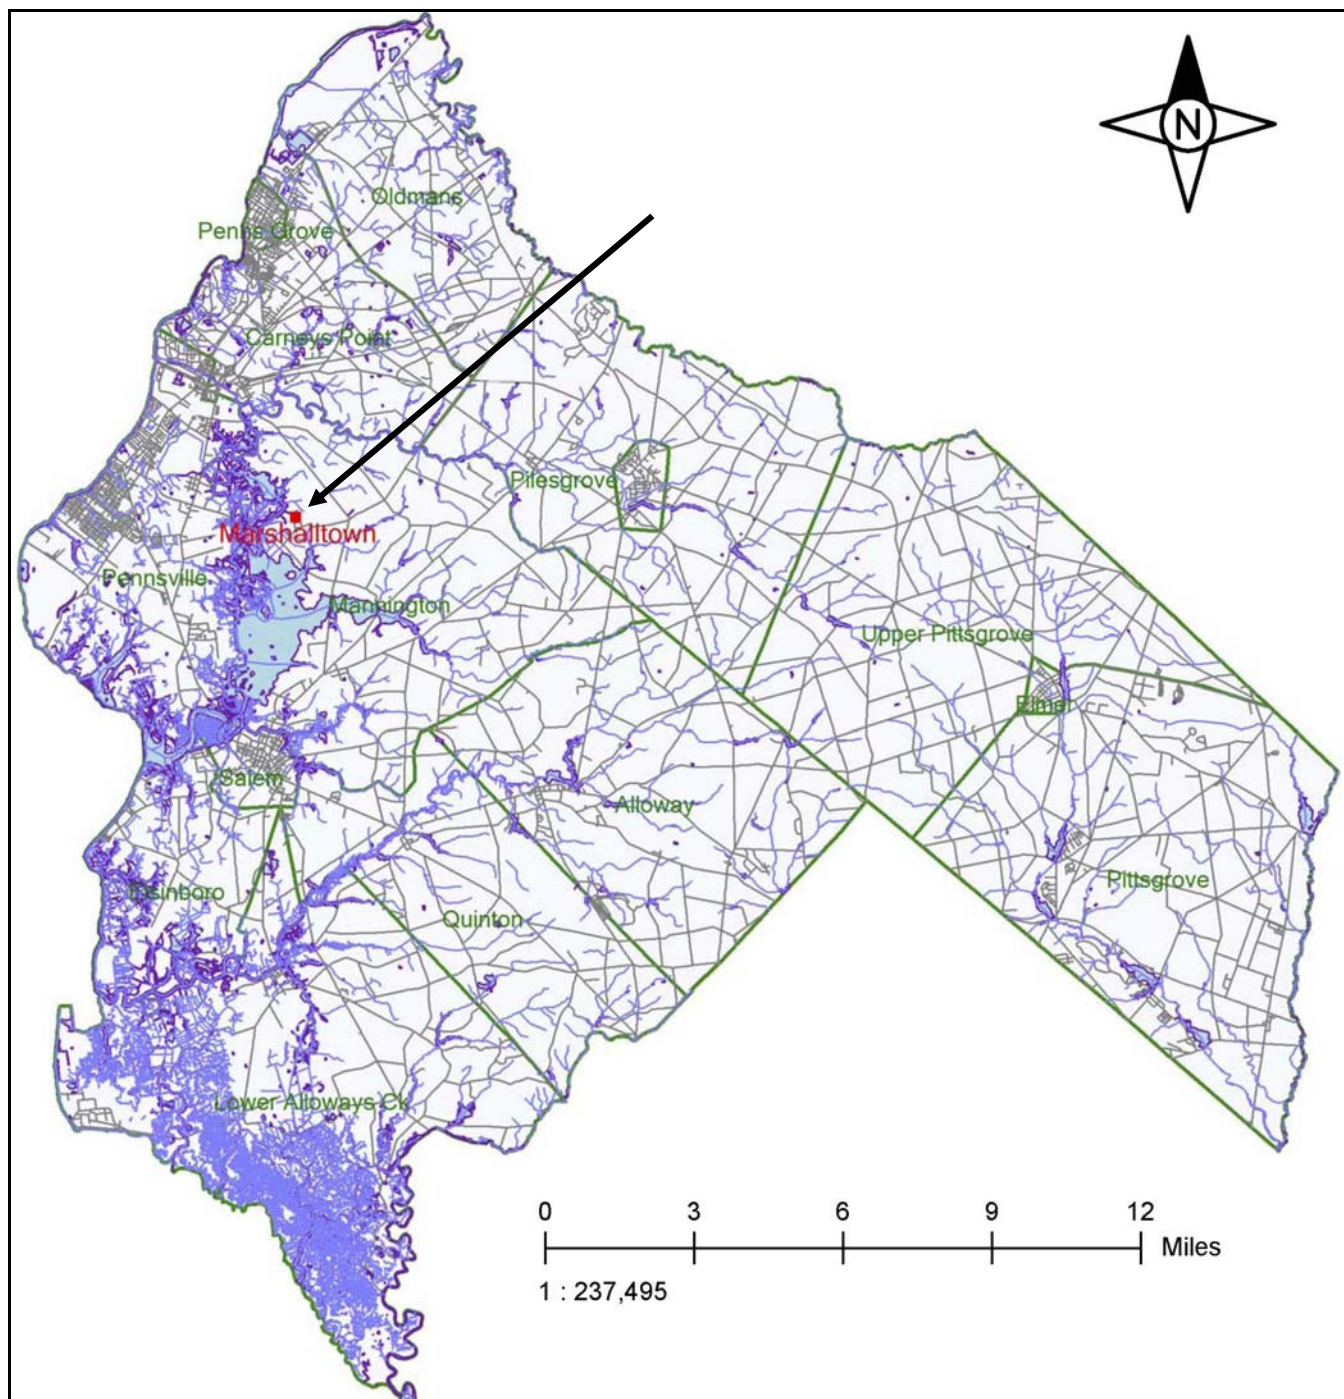 N
Oldmans
Penns Grove
Carneys Point
Pilesgrove
Marshalltown
Pennsville
Mannington
Upper Pittsgrove
Elmer
Salem
Alloway
Elsinboro
Pittsgrove
Quinton
Lower Alloways Ck
0 3 6 9 12
Miles
1 : 237,495